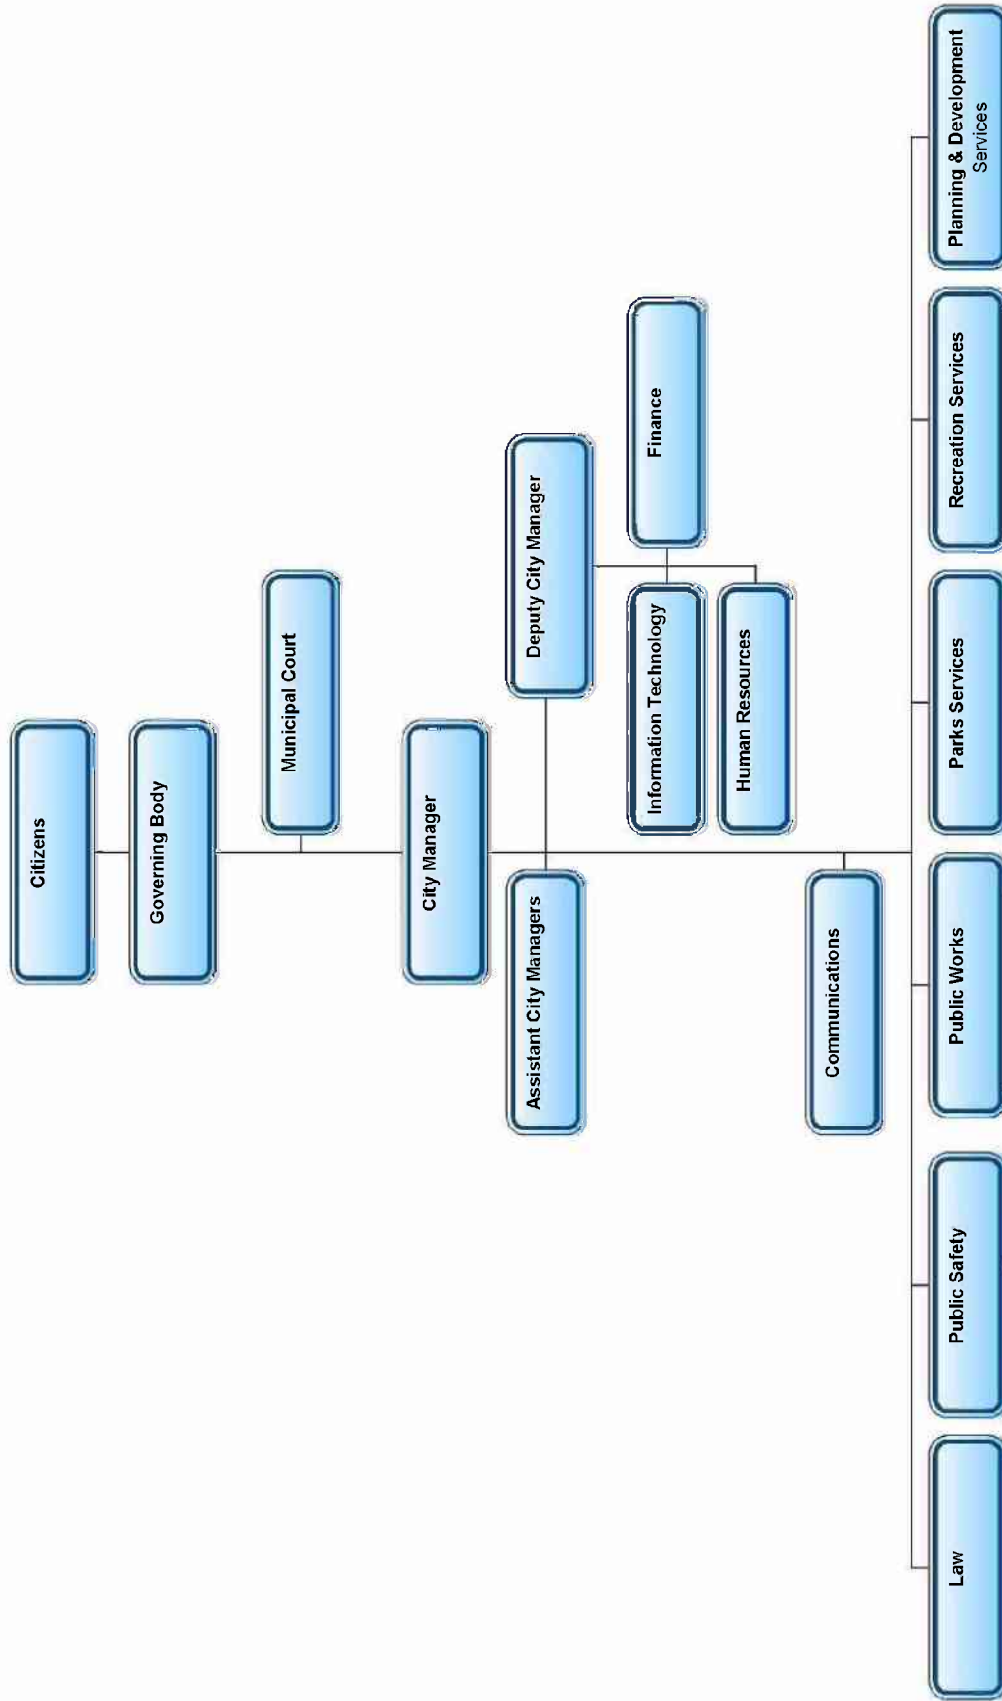 Citizens
Governing Body
Municipal Court
City Manager
Assistant City Managers
Deputy City Manager
Information Technology
Finance
Human Resources
Communications
Law
Public Safety
Public Works
Parks Services
Recreation Services
Planning & Development
Services